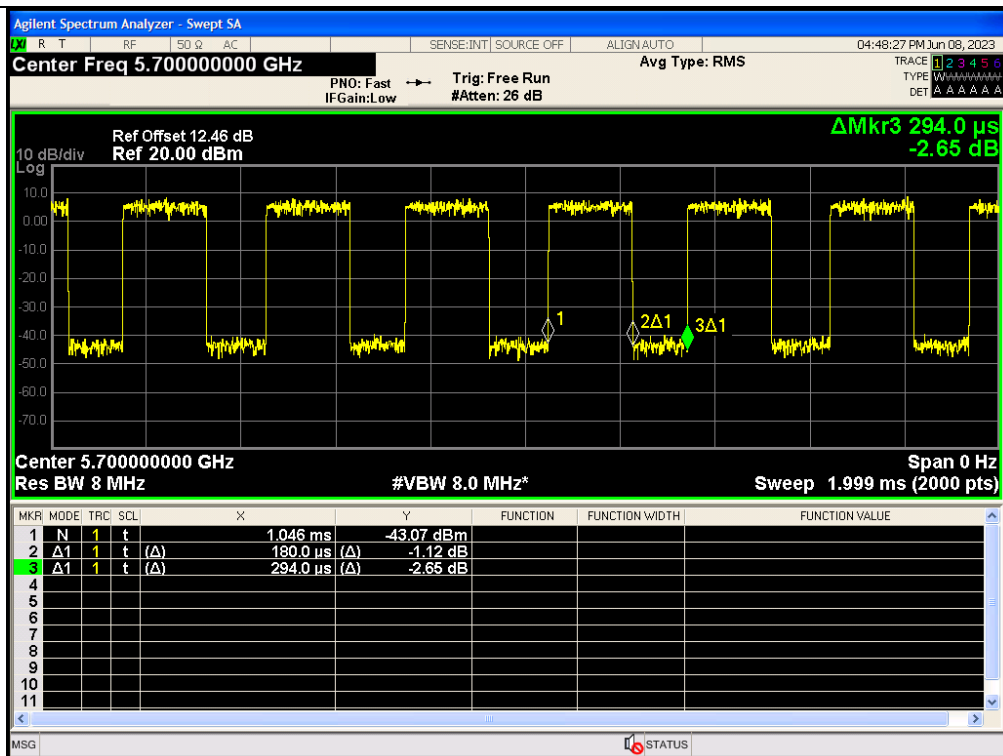 Agilent Spectrum Analyzer - Swept SA
LXI R T RF 50 Ω AC SENSE:INT SOURCE OFF ALIGN AUTO 04:48:27 PM Jun 08, 2023
Center Freq 5.700000000 GHz
Avg Type: RMS
TRACE 1 2 3 4 5 6
PNO: Fast
Trig: Free Run
TYPE W
IFGain:Low
#Atten: 26 dB
DET A A A A A A
ΔMkr3 294.0 µs
-2.65 dB
Ref Offset 12.46 dB
10 dB/div Ref 20.00 dBm
Log
10.0
0.00
-10.0
-20.0
-30.0
-40.0
-50.0
-60.0
-70.0
1
2Δ1
3Δ1
Center 5.700000000 GHz Span 0 Hz
Res BW 8 MHz #VBW 8.0 MHz* Sweep 1.999 ms (2000 pts)
MKR MODE TRC SCL X Y FUNCTION FUNCTION WIDTH FUNCTION VALUE
1 N 1 t 1.046 ms -43.07 dBm
2 Δ1 1 t (Δ) 180.0 µs (Δ) -1.12 dB
3 Δ1 1 t (Δ) 294.0 µs (Δ) -2.65 dB
4
5
6
7
8
9
10
11
MSG STATUS